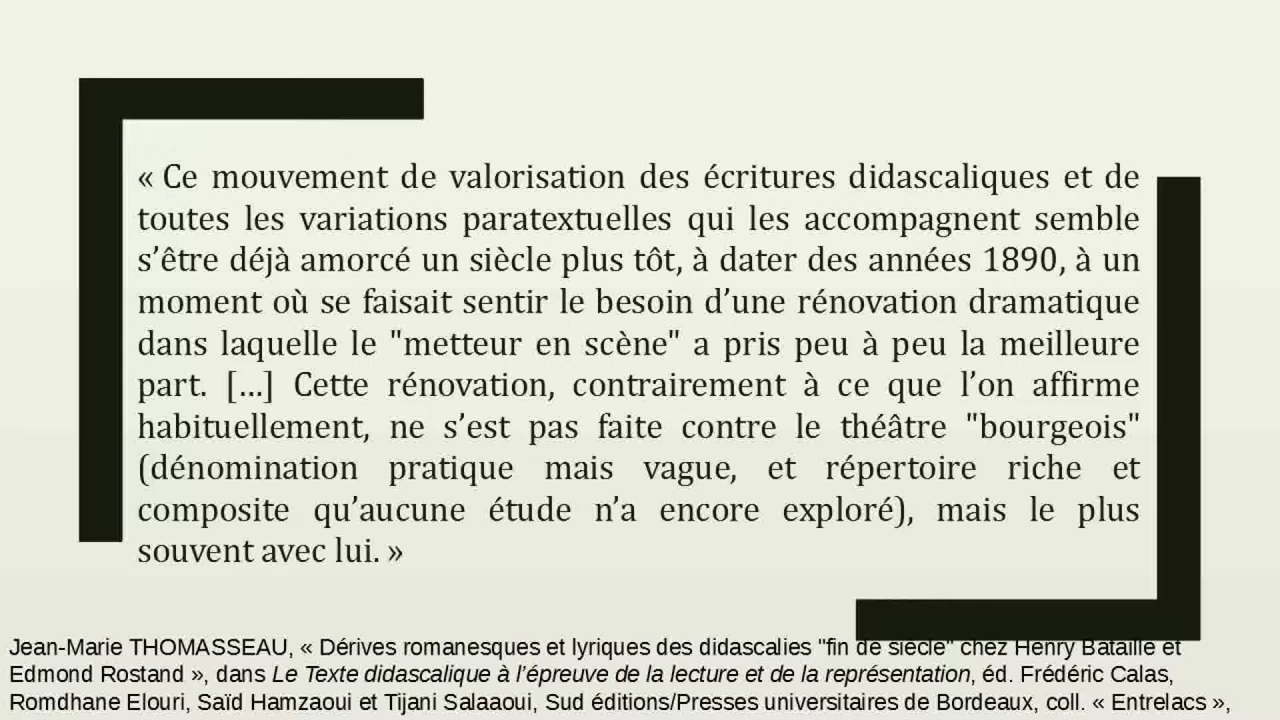 « Ce mouvement de valorisation des écritures didascaliques et de
toutes les variations paratextuelles qui les accompagnent semble
s’être déjà amorcé un siècle plus tôt, à dater des années 1890, à un
moment où se faisait sentir le besoin d’une rénovation dramatique
dans laquelle le "metteur en scène" a pris peu à peu la meilleure
part. [...] Cette rénovation, contrairement à ce que l’on affirme
habituellement, ne s’est pas faite contre le théâtre "bourgeois"
(dénomination pratique mais vague, et répertoire riche et
composite qu’aucune étude n’a encore exploré), mais le plus
souvent avec lui. »
Jean-Marie THOMASSEAU, « Dérives romanesques et lyriques des didascalies "fin de siècle" chez Henry Bataille et
Edmond Rostand », dans Le Texte didascalique à l’épreuve de la lecture et de la représentation, éd. Frédéric Calas,
Romdhane Elouri, Saïd Hamzaoui et Tijani Salaaoui, Sud éditions/Presses universitaires de Bordeaux, coll. « Entrelacs »,